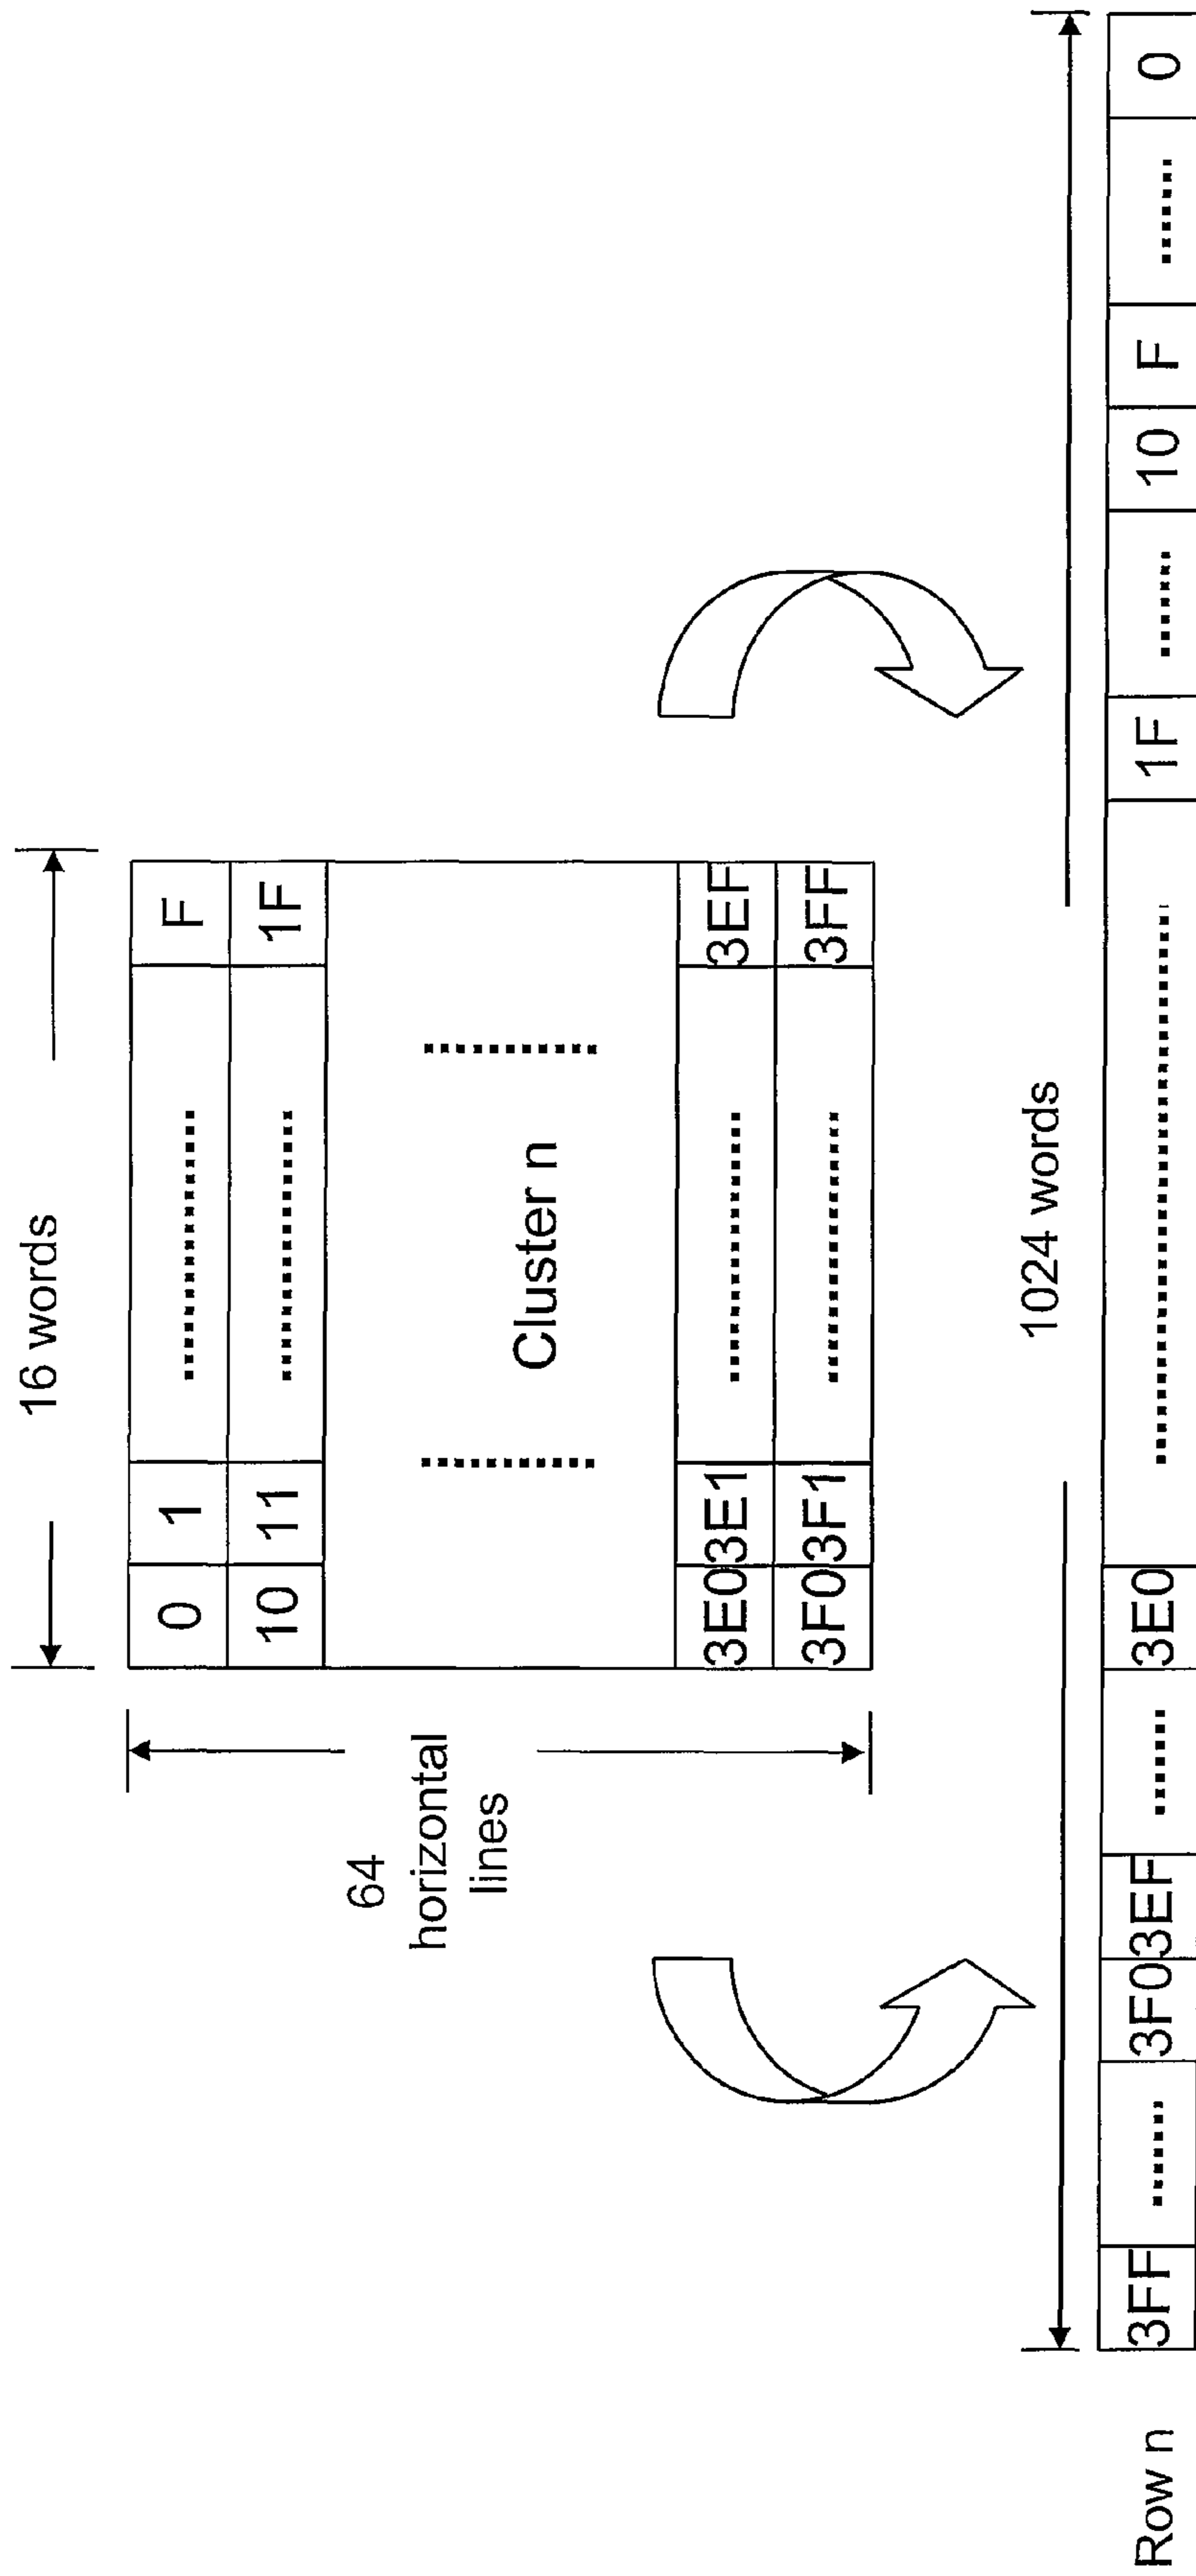 16 words
0 1 ................. F
10 11 ................. 1F
64
horizontal
lines
........... Cluster n ...........
3E0 3E1 ................. 3EF
3F0 3F1 ................. 3FF
1024 words
Row n 3FF ....... 3F0 3EF ....... 3E0 ................................... 1F ....... 10 F ....... 0